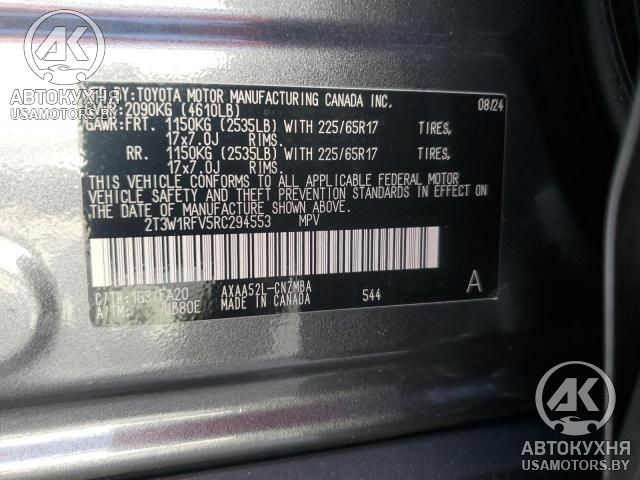 AK
АВТОКУХНЯ
USAMOTORS.BY
BY: TOYOTA MOTOR MANUFACTURING CANADA INC.
08/24
2090KG (4610LB)
GAWR: FRT. 1150KG (2535LB) WITH 225/65R17 TIRES,
17x7.0J RIMS.
RR. 1150KG (2535LB) WITH 225/65R17 TIRES,
17x7.0J RIMS.
THIS VEHICLE CONFORMS TO ALL APPLICABLE FEDERAL MOTOR
VEHICLE SAFETY AND THEFT PREVENTION STANDARDS IN EFFECT ON
THE DATE OF MANUFACTURE SHOWN ABOVE.
2T3W1RFV5RC294553 MPV
C/TR: AXAA52L-CNZMBA
A/TM: MADE IN CANADA 544 A
AK
АВТОКУХНЯ
USAMOTORS.BY